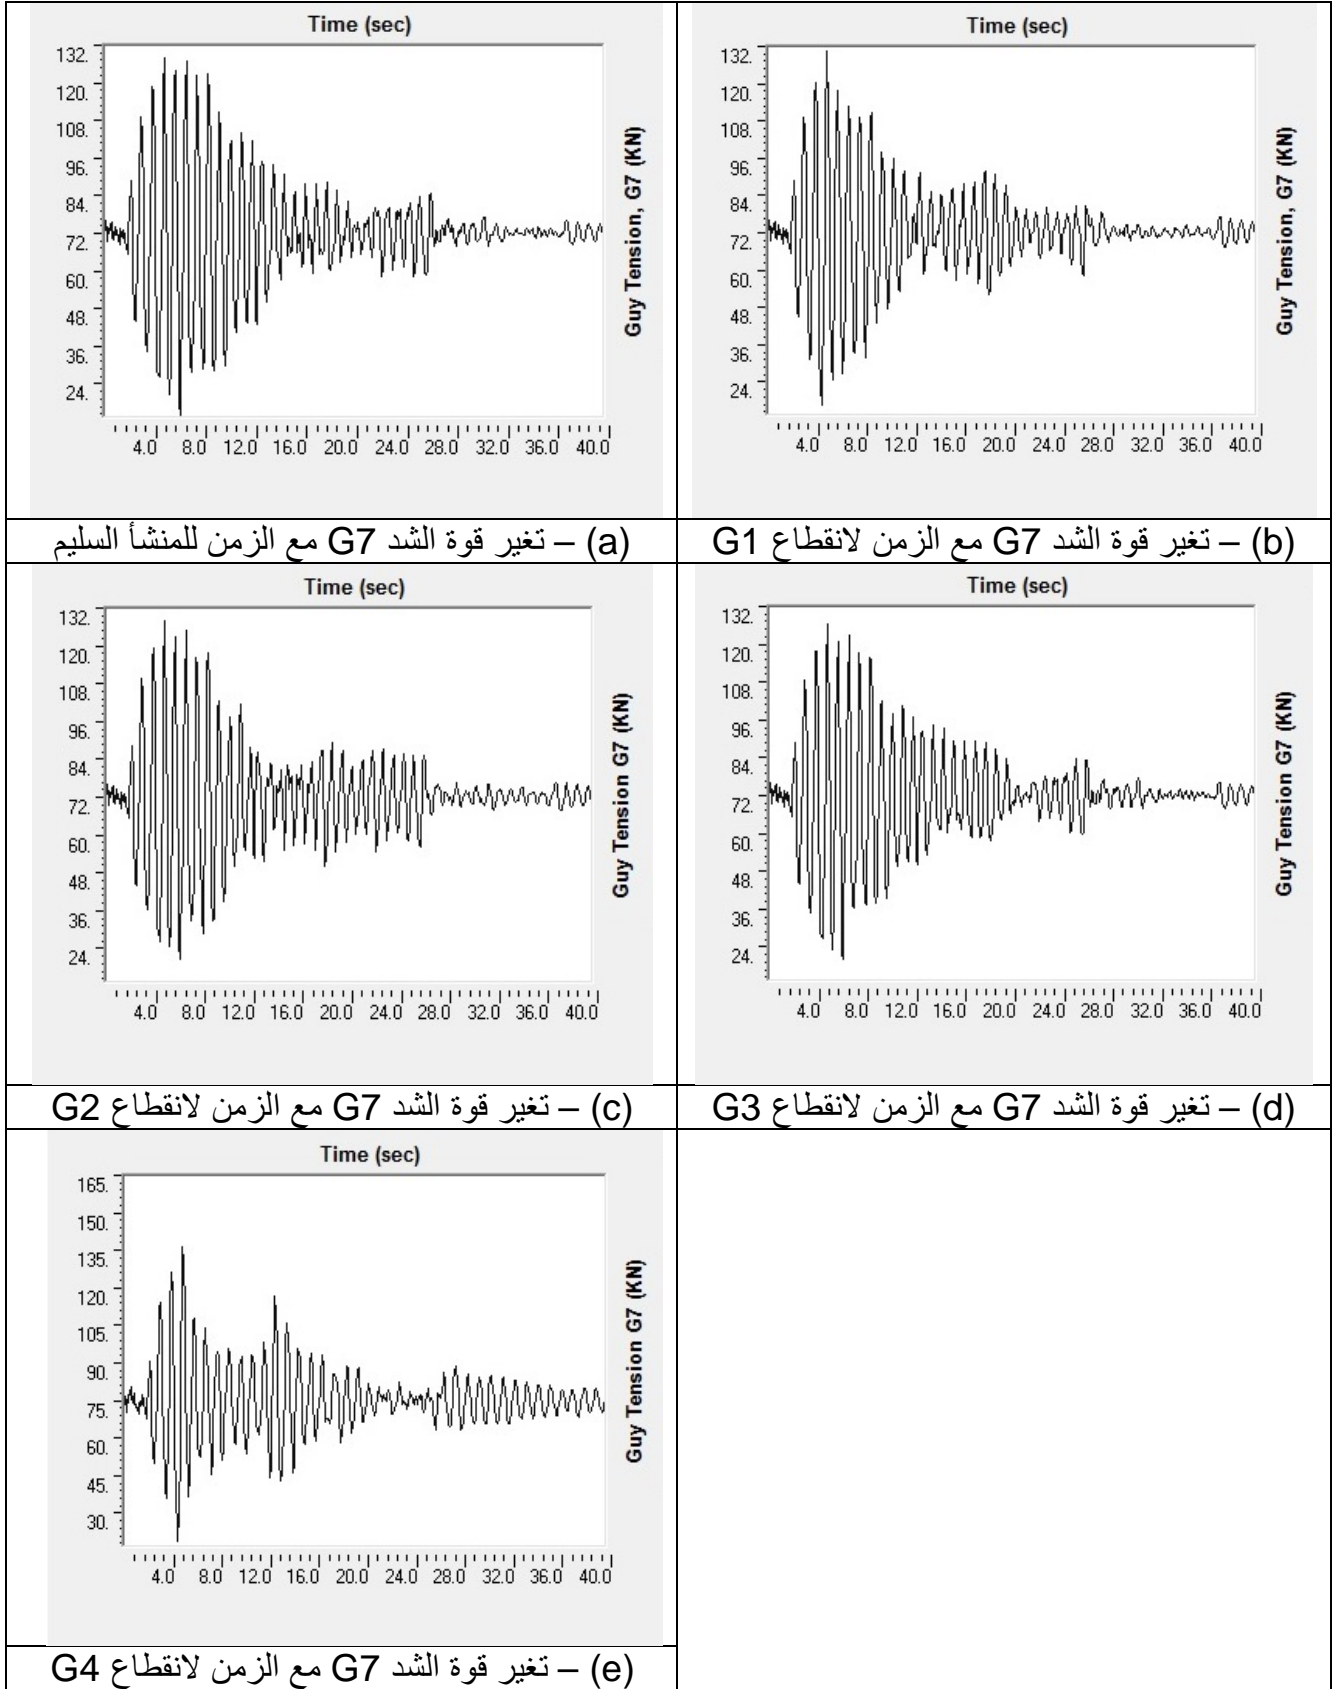 Time (sec)
132.
120.
108.
96.
84.
72.
60.
48.
36.
24.
Guy Tension, G7 (KN)
4.0 8.0 12.0 16.0 20.0 24.0 28.0 32.0 36.0 40.0
(a) – تغير قوة الشد G7 مع الزمن للمنشأ السليم
Time (sec)
132.
120.
108.
96.
84.
72.
60.
48.
36.
24.
Guy Tension, G7 (KN)
4.0 8.0 12.0 16.0 20.0 24.0 28.0 32.0 36.0 40.0
(b) – تغير قوة الشد G7 مع الزمن لانقطاع G1
Time (sec)
132.
120.
108.
96.
84.
72.
60.
48.
36.
24.
Guy Tension G7 (KN)
4.0 8.0 12.0 16.0 20.0 24.0 28.0 32.0 36.0 40.0
(c) – تغير قوة الشد G7 مع الزمن لانقطاع G2
Time (sec)
132.
120.
108.
96.
84.
72.
60.
48.
36.
24.
Guy Tension G7 (KN)
4.0 8.0 12.0 16.0 20.0 24.0 28.0 32.0 36.0 40.0
(d) – تغير قوة الشد G7 مع الزمن لانقطاع G3
Time (sec)
165.
150.
135.
120.
105.
90.
75.
60.
45.
30.
Guy Tension G7 (KN)
4.0 8.0 12.0 16.0 20.0 24.0 28.0 32.0 36.0 40.0
(e) – تغير قوة الشد G7 مع الزمن لانقطاع G4